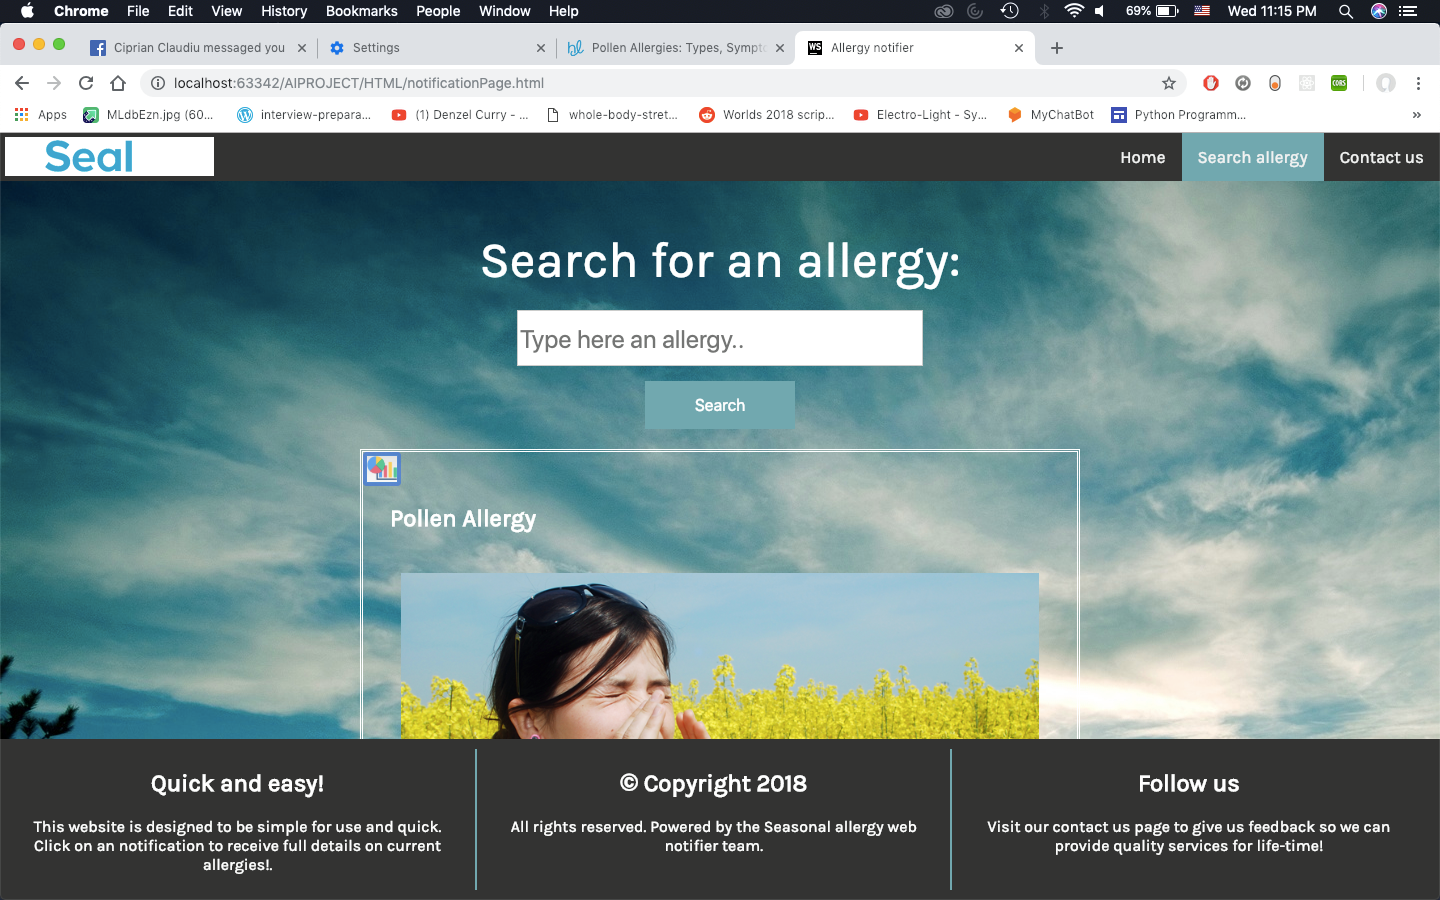 Chrome File Edit View History Bookmarks People Window Help 69% Wed 11:15 PM
Ciprian Claudiu messaged you Settings Pollen Allergies: Types, Sympto WS Allergy notifier
localhost:63342/AIPROJECT/HTML/notificationPage.html CORS
Apps MLdbEzn.jpg (60... interview-prepara... (1) Denzel Curry - ... whole-body-stret... Worlds 2018 scrip... Electro-Light - Sy... MyChatBot Python Programm... »
Seal Home Search allergy Contact us
Search for an allergy:
Type here an allergy..
Search
Pollen Allergy
Quick and easy!
This website is designed to be simple for use and quick.
Click on an notification to receive full details on current
allergies!.
© Copyright 2018
All rights reserved. Powered by the Seasonal allergy web
notifier team.
Follow us
Visit our contact us page to give us feedback so we can
provide quality services for life-time!